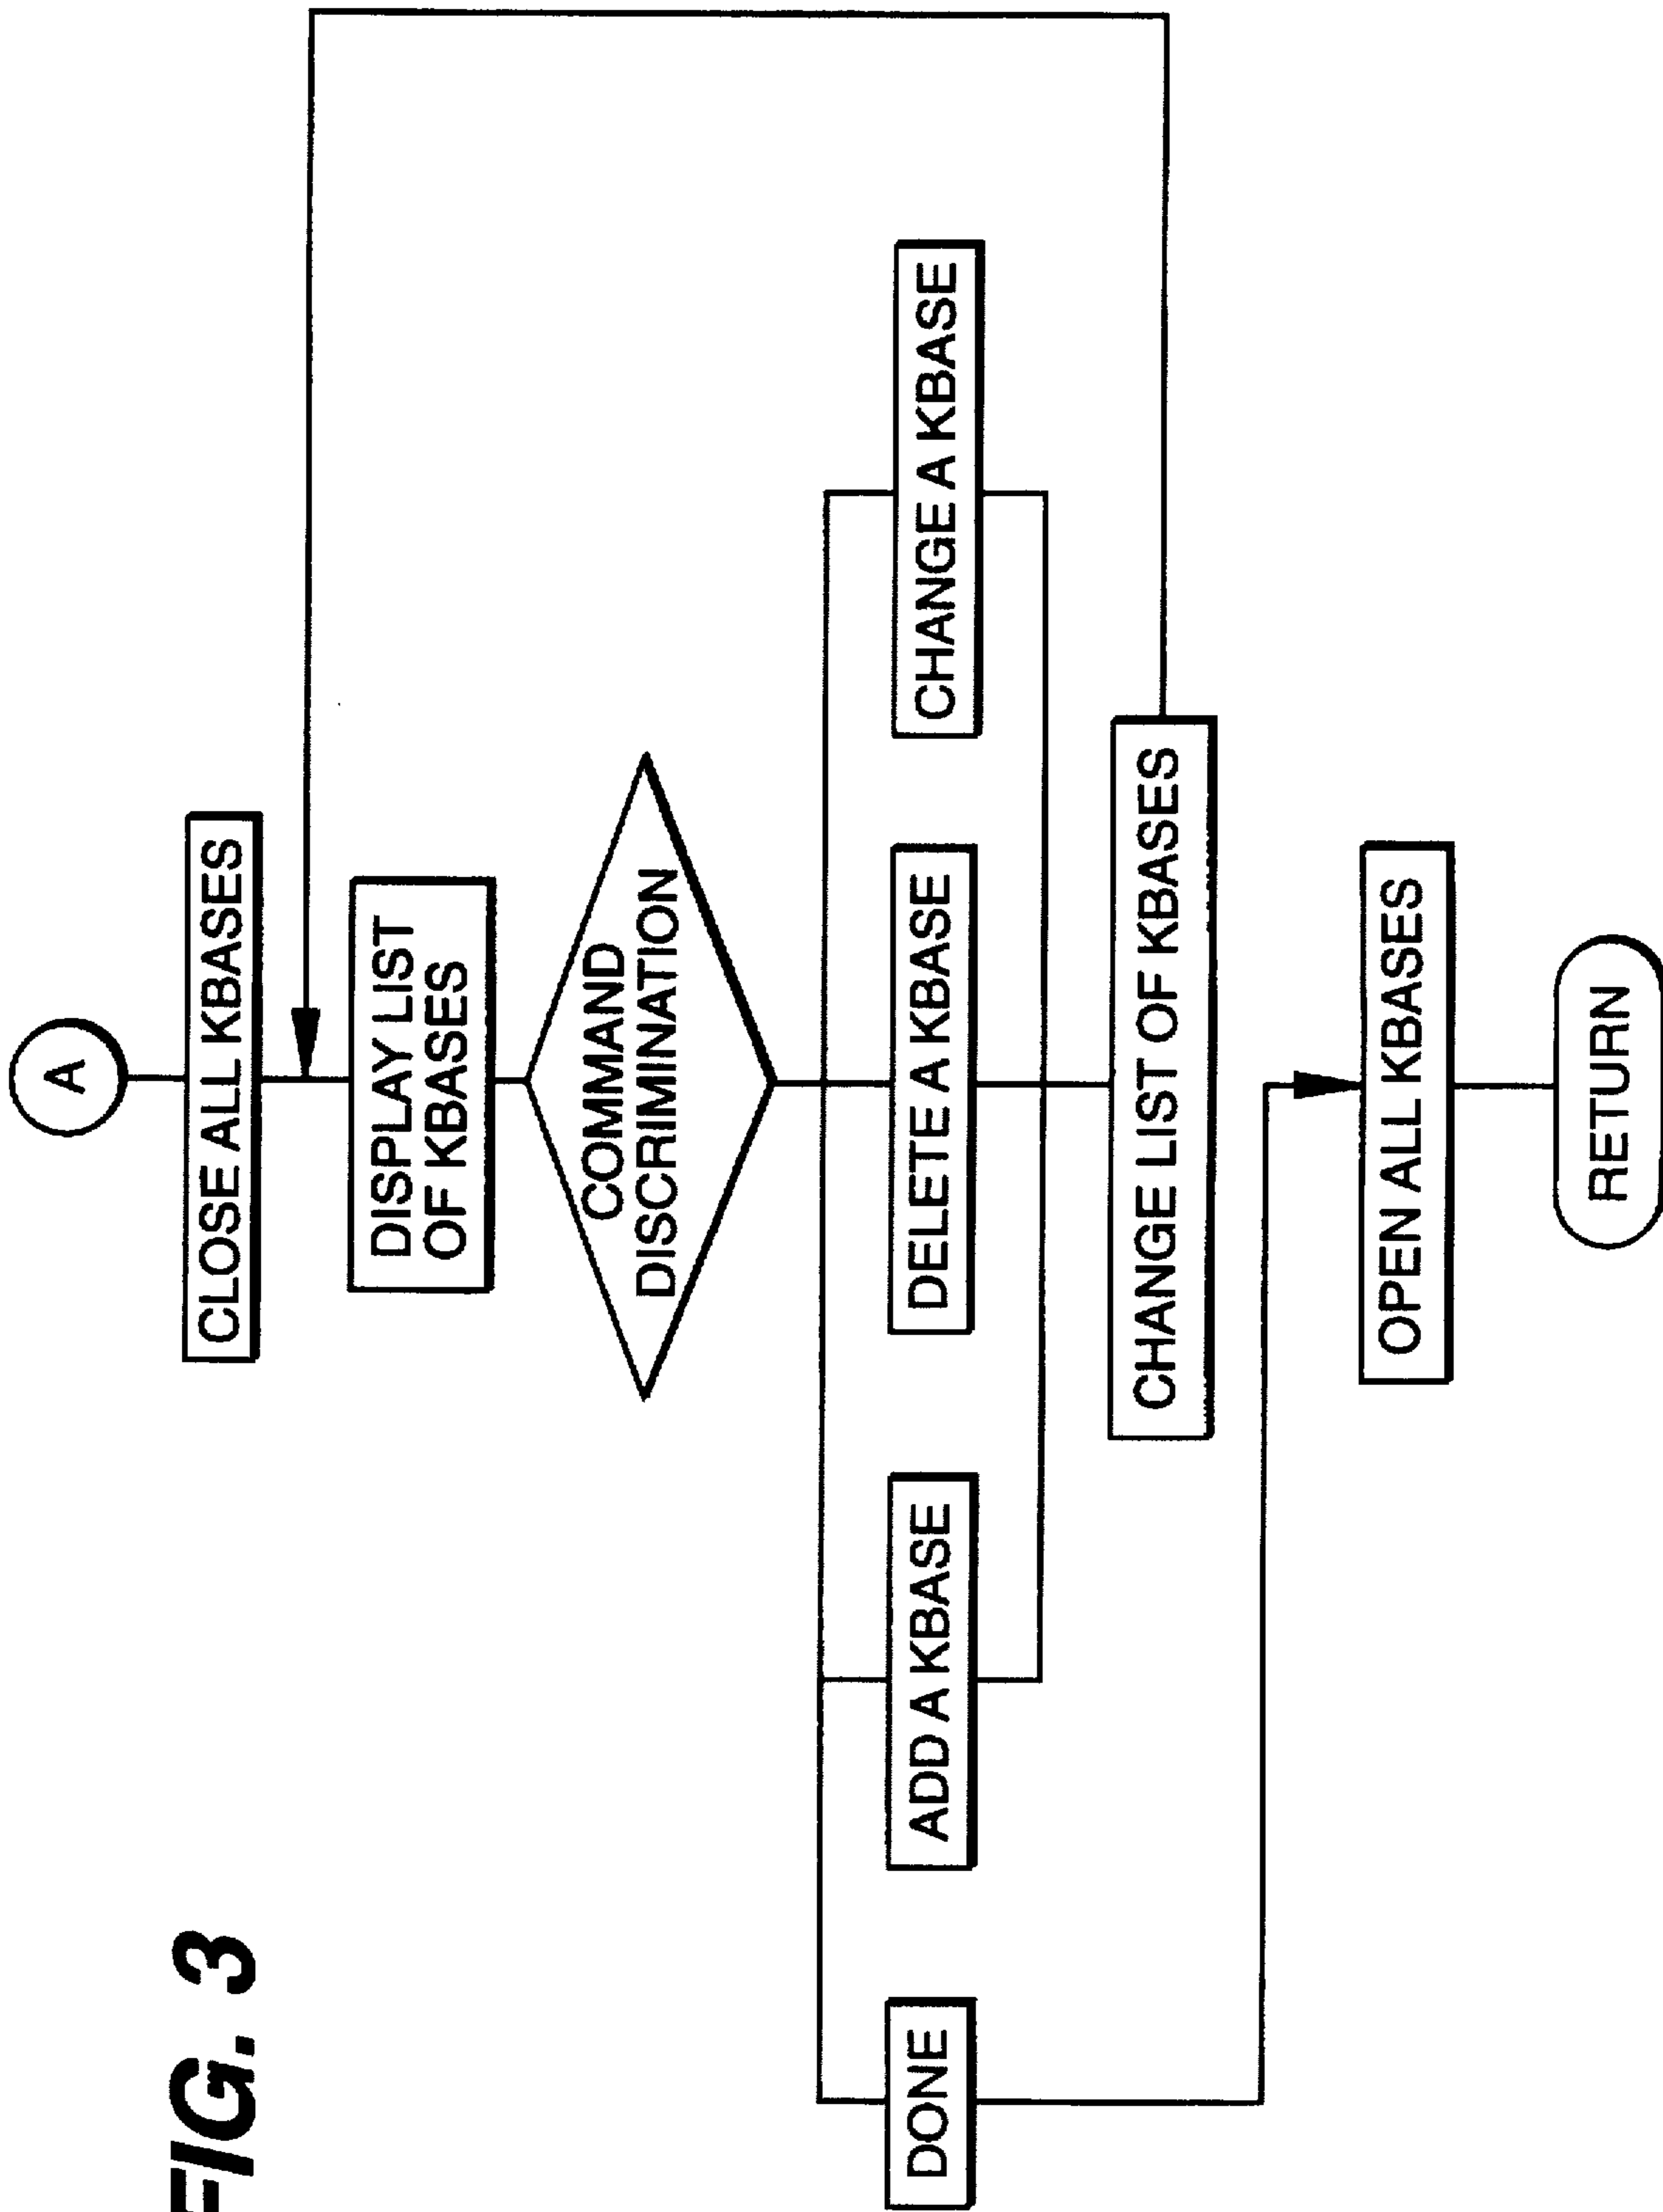 FIG. 3
A
CLOSE ALL KBASES
DISPLAY LIST
OF KBASES
COMMAND
DISCRIMINATION
DONE
ADD A KBASE
DELETE A KBASE
CHANGE A KBASE
CHANGE LIST OF KBASES
OPEN ALL KBASES
RETURN